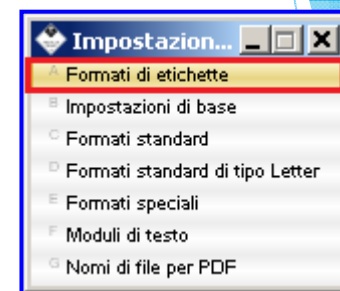 Impostazion...
A Formati di etichette
B Impostazioni di base
C Formati standard
D Formati standard di tipo Letter
E Formati speciali
F Moduli di testo
G Nomi di file per PDF